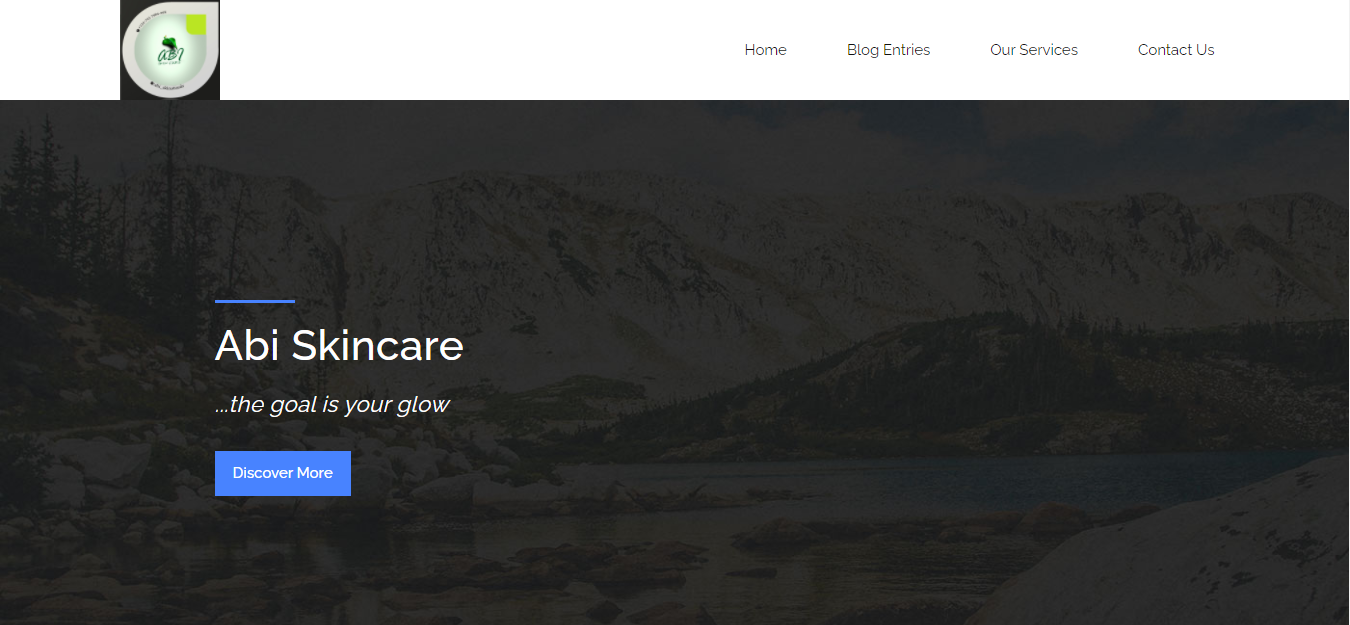 ABI
Home
Blog Entries
Our Services
Contact Us
Abi Skincare
...the goal is your glow
Discover More